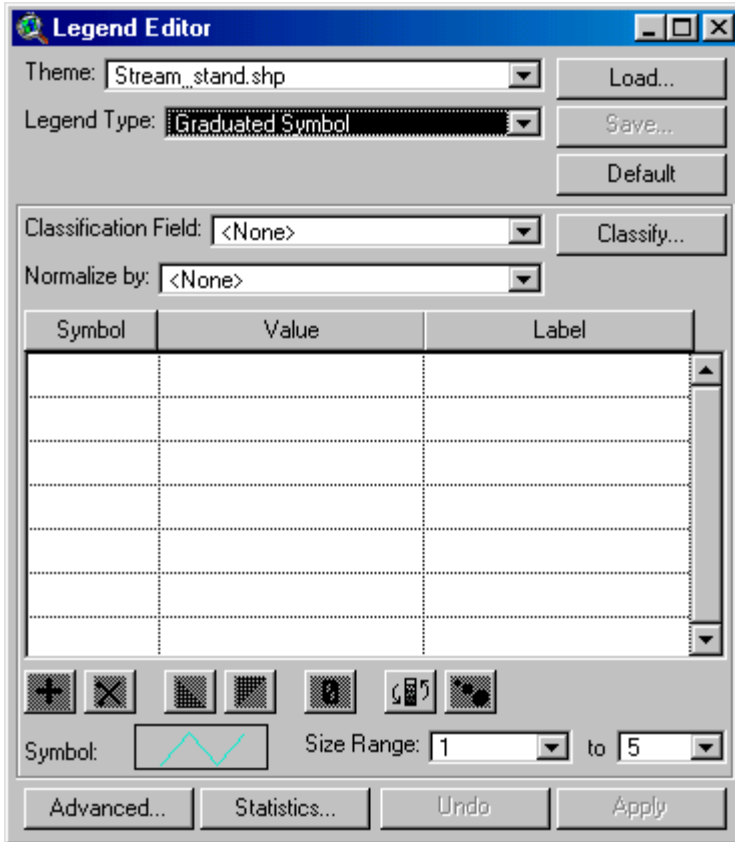 Legend Editor
Theme: Stream_stand.shp
Load...
Legend Type: Graduated Symbol
Save...
Default
Classification Field: <None>
Classify...
Normalize by: <None>
Symbol Value Label
0
Symbol:
Size Range: 1 to 5
Advanced... Statistics... Undo Apply